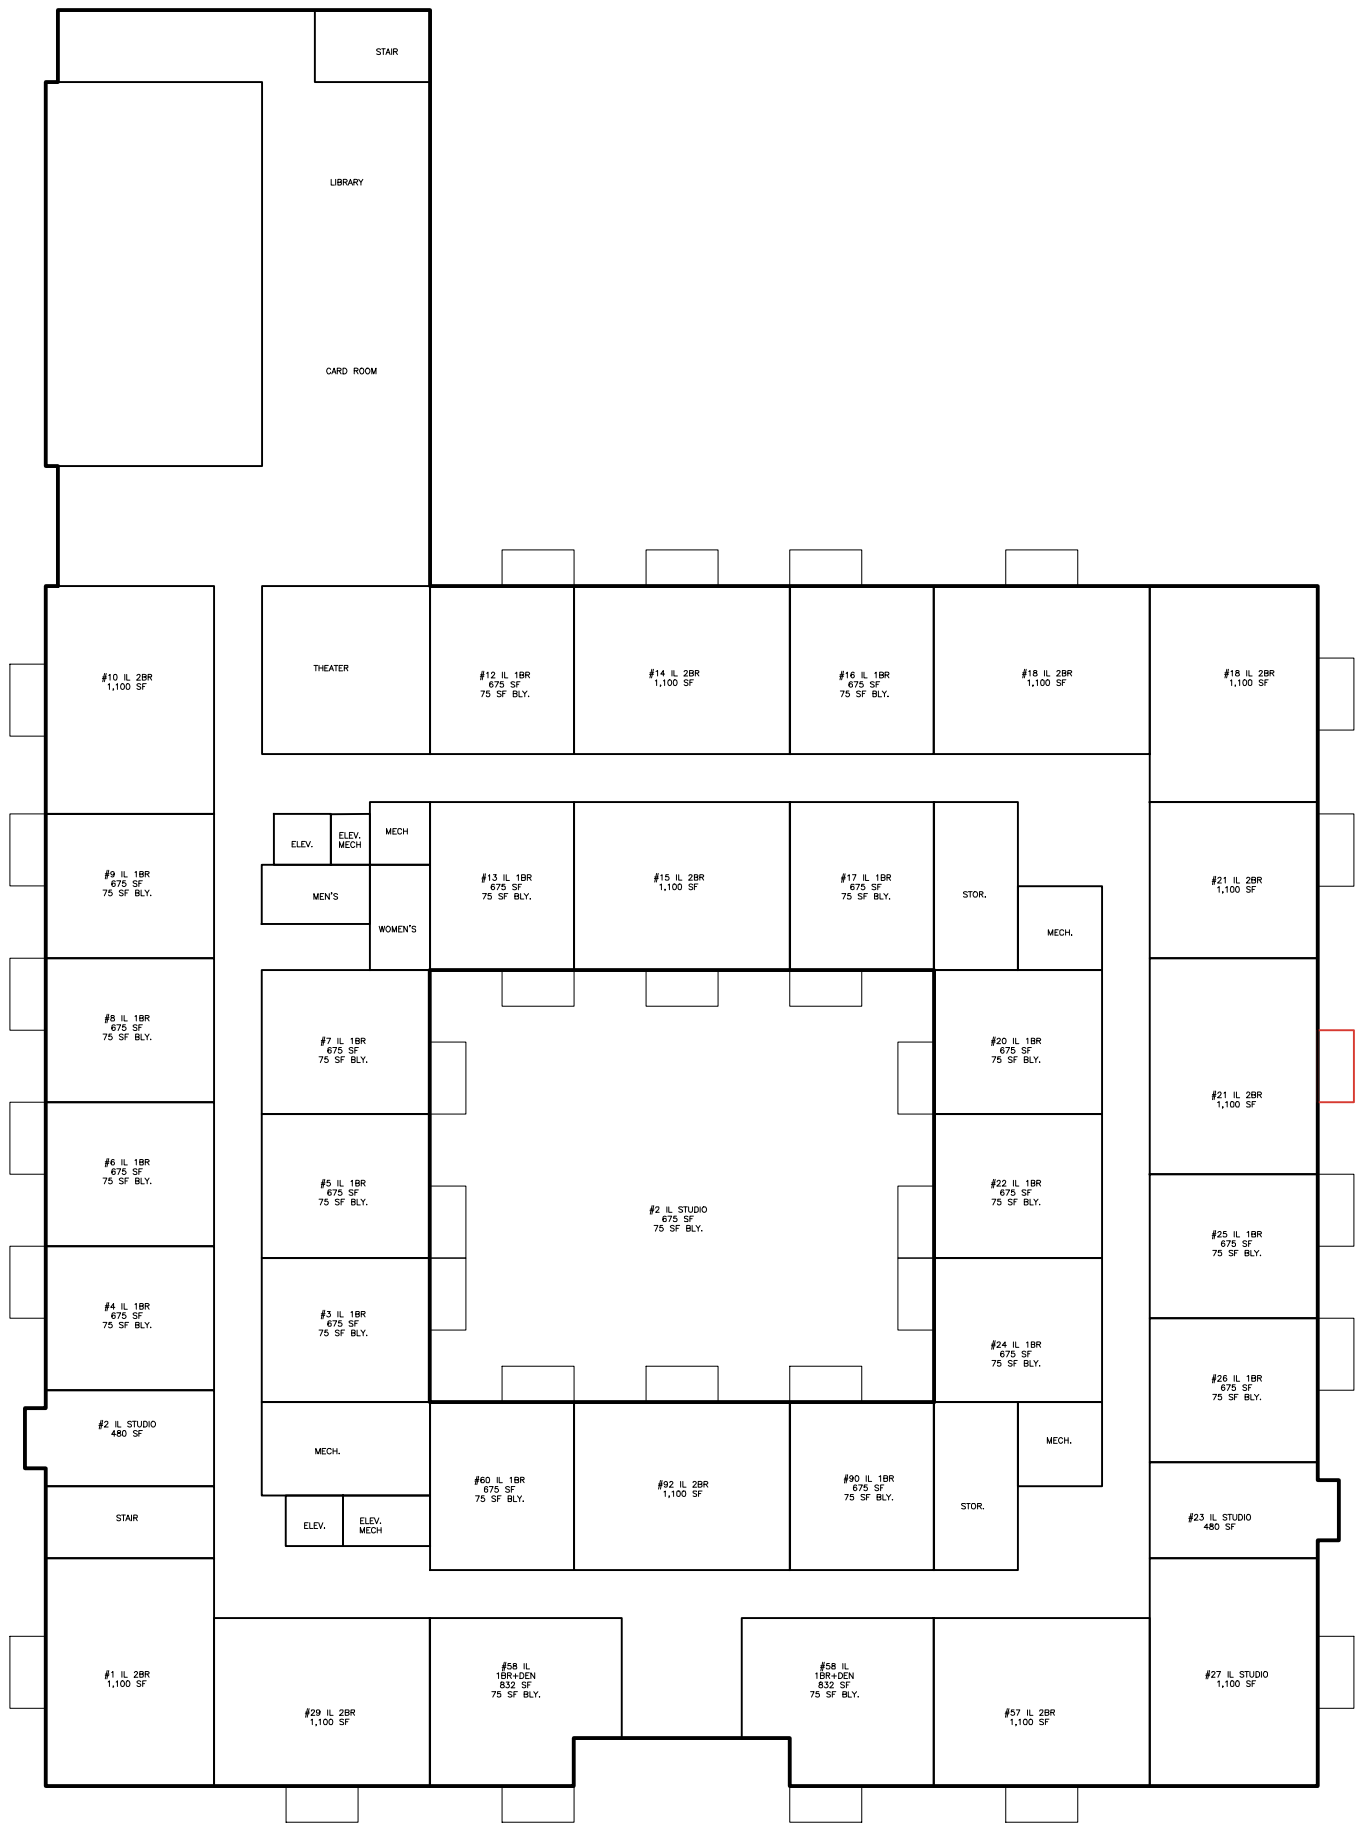 STAIR
LIBRARY
CARD ROOM
THEATER
#10 IL 2BR
1,100 SF
#12 IL 1BR
675 SF
75 SF BLY.
#14 IL 2BR
1,100 SF
#16 IL 1BR
675 SF
75 SF BLY.
#18 IL 2BR
1,100 SF
#18 IL 2BR
1,100 SF
ELEV.
ELEV.
MECH
MECH
#9 IL 1BR
675 SF
75 SF BLY.
MEN'S
WOMEN'S
#13 IL 1BR
675 SF
75 SF BLY.
#15 IL 2BR
1,100 SF
#17 IL 1BR
675 SF
75 SF BLY.
STOR.
MECH.
#21 IL 2BR
1,100 SF
#8 IL 1BR
675 SF
75 SF BLY.
#7 IL 1BR
675 SF
75 SF BLY.
#20 IL 1BR
675 SF
75 SF BLY.
#21 IL 2BR
1,100 SF
#6 IL 1BR
675 SF
75 SF BLY.
#5 IL 1BR
675 SF
75 SF BLY.
#2 IL STUDIO
675 SF
75 SF BLY.
#22 IL 1BR
675 SF
75 SF BLY.
#25 IL 1BR
675 SF
75 SF BLY.
#4 IL 1BR
675 SF
75 SF BLY.
#3 IL 1BR
675 SF
75 SF BLY.
#24 IL 1BR
675 SF
75 SF BLY.
#26 IL 1BR
675 SF
75 SF BLY.
#2 IL STUDIO
480 SF
MECH.
#60 IL 1BR
675 SF
75 SF BLY.
#92 IL 2BR
1,100 SF
#90 IL 1BR
675 SF
75 SF BLY.
STOR.
MECH.
STAIR
ELEV.
ELEV.
MECH
#23 IL STUDIO
480 SF
#1 IL 2BR
1,100 SF
#29 IL 2BR
1,100 SF
#58 IL
1BR+DEN
832 SF
75 SF BLY.
#58 IL
1BR+DEN
832 SF
75 SF BLY.
#57 IL 2BR
1,100 SF
#27 IL STUDIO
1,100 SF